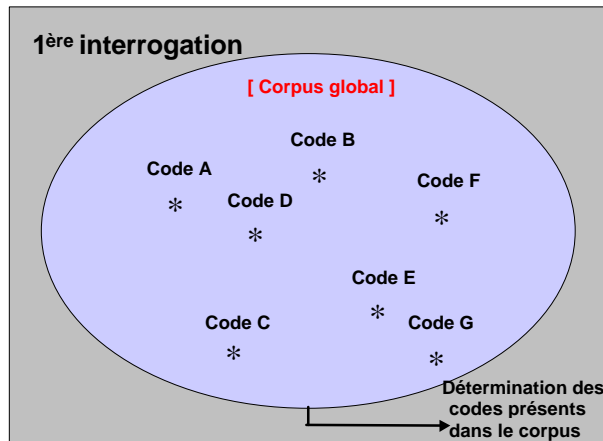 1ère interrogation
[ Corpus global ]
Code B
Code A
Code F
*
Code D
*
*
*
Code E
Code C
*
Code G
*
*
Détermination des
codes présents
dans le corpus